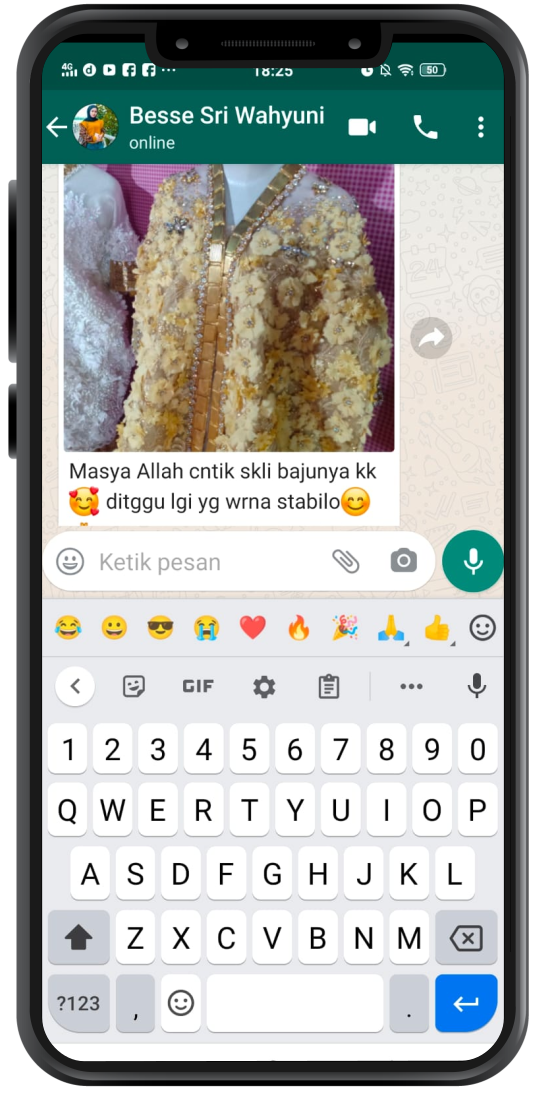 4G
18:25
50
Besse Sri Wahyuni
online
Masya Allah cntik skli bajunya kk
🥰 ditggu lgi yg wrna stabilo😊
Ketik pesan
GIF
1 2 3 4 5 6 7 8 9 0
Q W E R T Y U I O P
A S D F G H J K L
Z X C V B N M
?123 , .